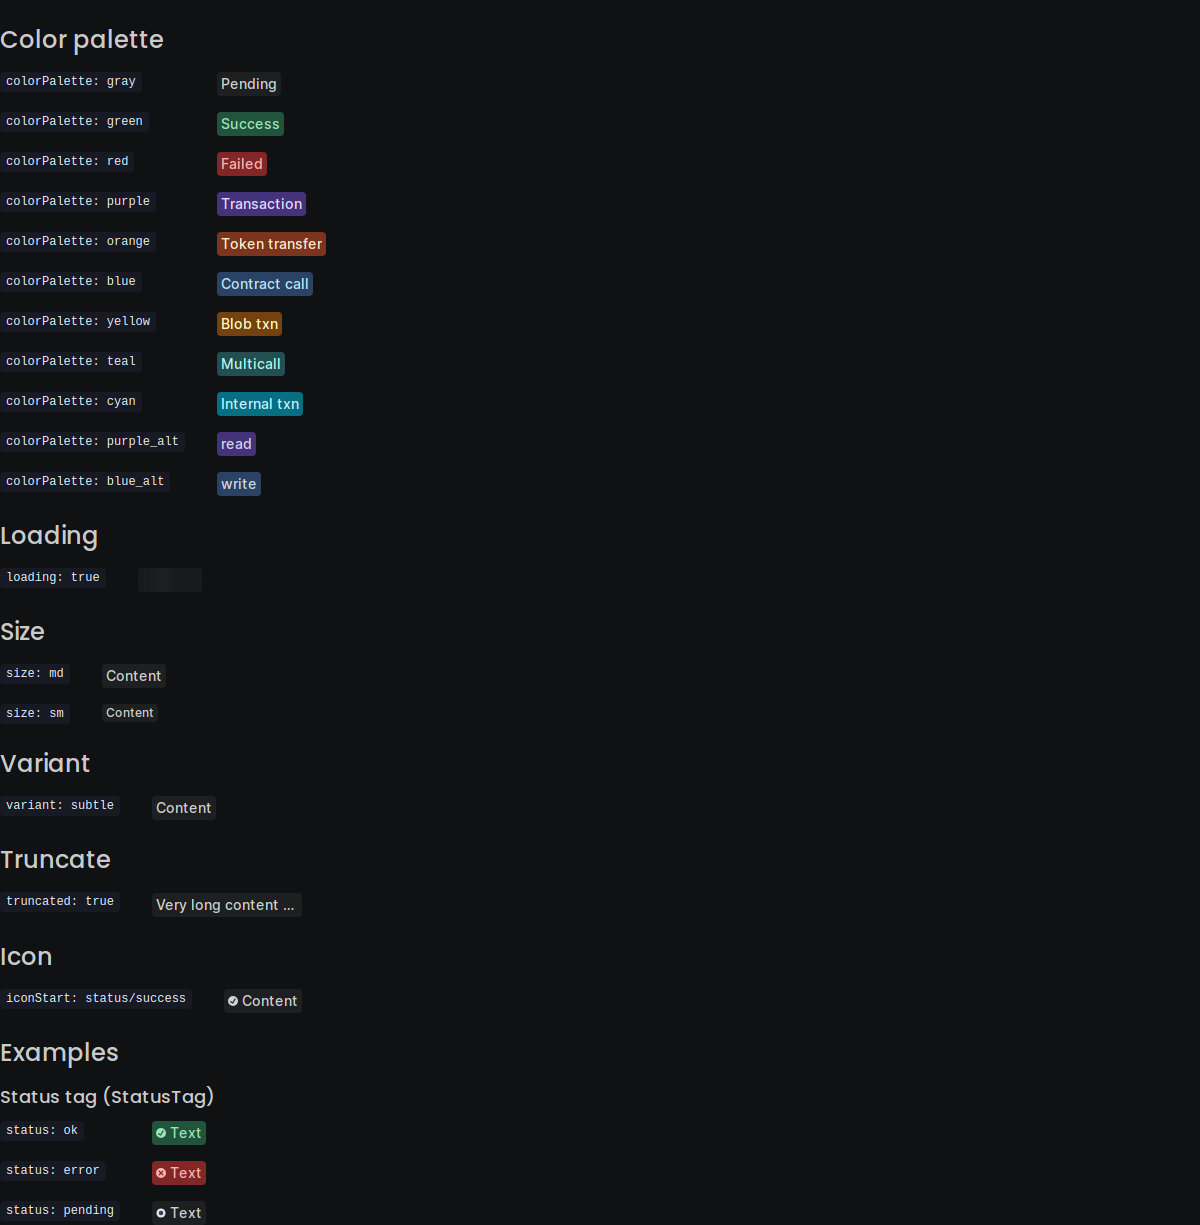 Color palette
colorPalette: gray Pending
colorPalette: green Success
colorPalette: red Failed
colorPalette: purple Transaction
colorPalette: orange Token transfer
colorPalette: blue Contract call
colorPalette: yellow Blob txn
colorPalette: teal Multicall
colorPalette: cyan Internal txn
colorPalette: purple_alt read
colorPalette: blue_alt write
Loading
loading: true
Size
size: md Content
size: sm Content
Variant
variant: subtle Content
Truncate
truncated: true Very long content ...
Icon
iconStart: status/success Content
Examples
Status tag (StatusTag)
status: ok Text
status: error Text
status: pending Text